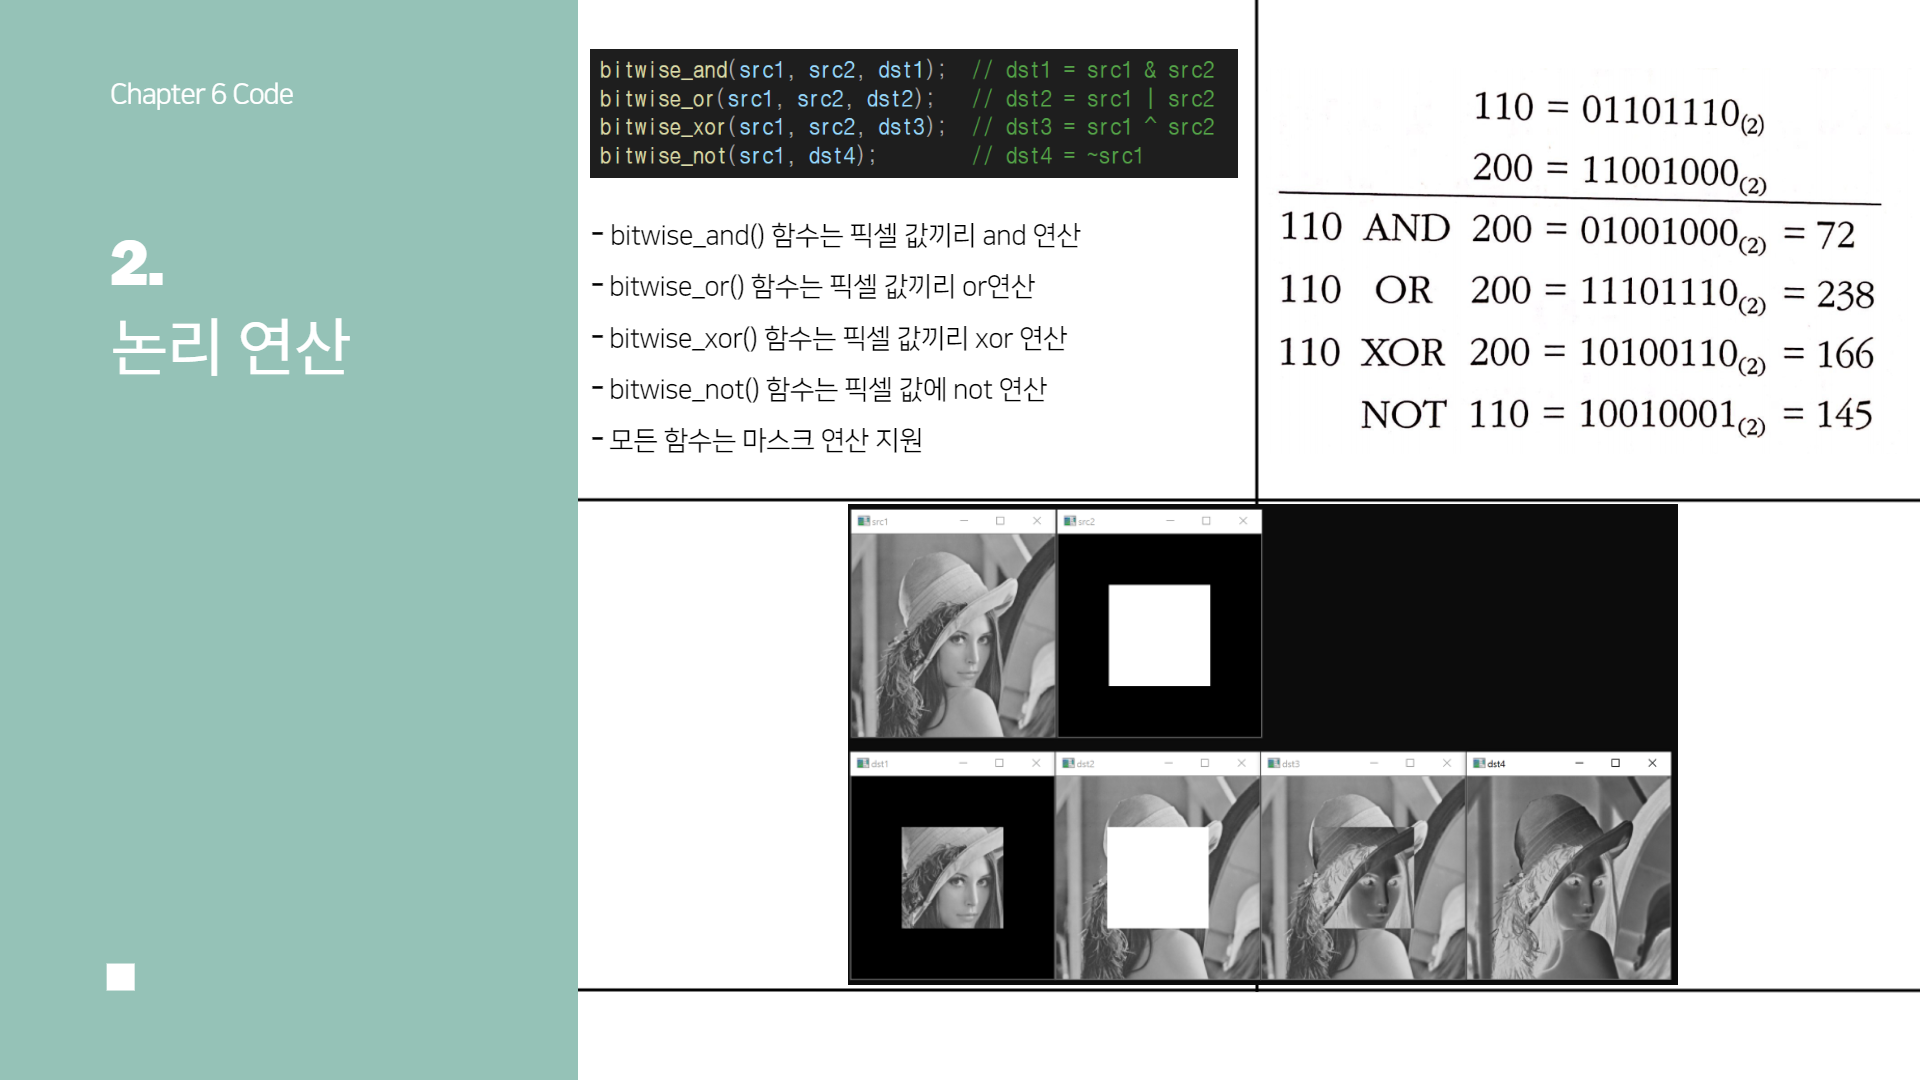 Chapter 6 Code
2.
논리 연산
bitwise_and(src1, src2, dst1); // dst1 = src1 & src2
bitwise_or(src1, src2, dst2); // dst2 = src1 | src2
bitwise_xor(src1, src2, dst3); // dst3 = src1 ^ src2
bitwise_not(src1, dst4); // dst4 = ~src1
- bitwise_and() 함수는 픽셀 값끼리 and 연산
- bitwise_or() 함수는 픽셀 값끼리 or연산
- bitwise_xor() 함수는 픽셀 값끼리 xor 연산
- bitwise_not() 함수는 픽셀 값에 not 연산
- 모든 함수는 마스크 연산 지원
110 = 01101110(2)
200 = 11001000(2)
110 AND 200 = 01001000(2) = 72
110 OR 200 = 11101110(2) = 238
110 XOR 200 = 10100110(2) = 166
NOT 110 = 10010001(2) = 145
src1
src2
dst1
dst2
dst3
dst4